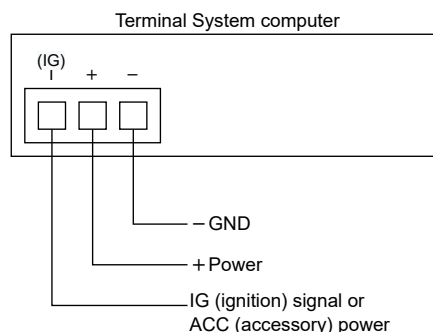 Terminal System computer
(IG)
I + −
− GND
+ Power
IG (ignition) signal or
ACC (accessory) power